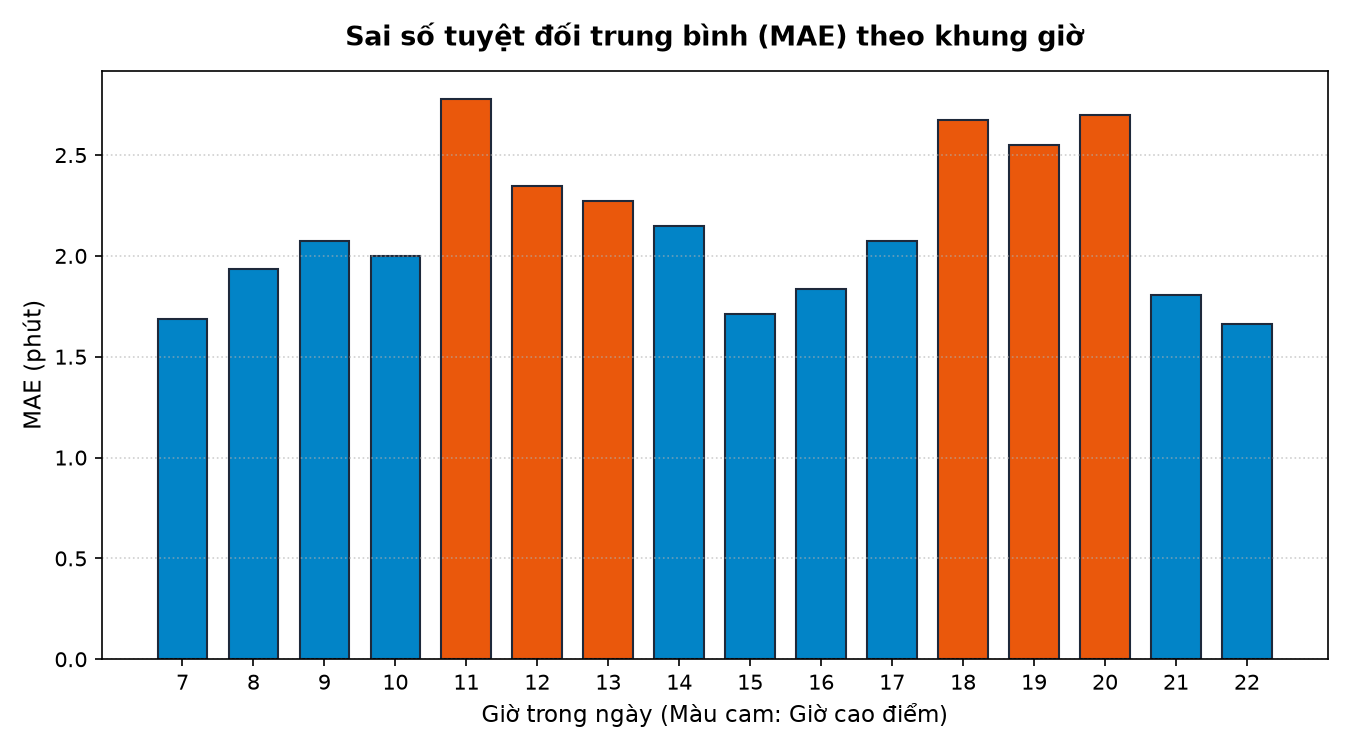 Sai số tuyệt đối trung bình (MAE) theo khung giờ
MAE (phút)
2.5
2.0
1.5
1.0
0.5
0.0
7 8 9 10 11 12 13 14 15 16 17 18 19 20 21 22
Giờ trong ngày (Màu cam: Giờ cao điểm)